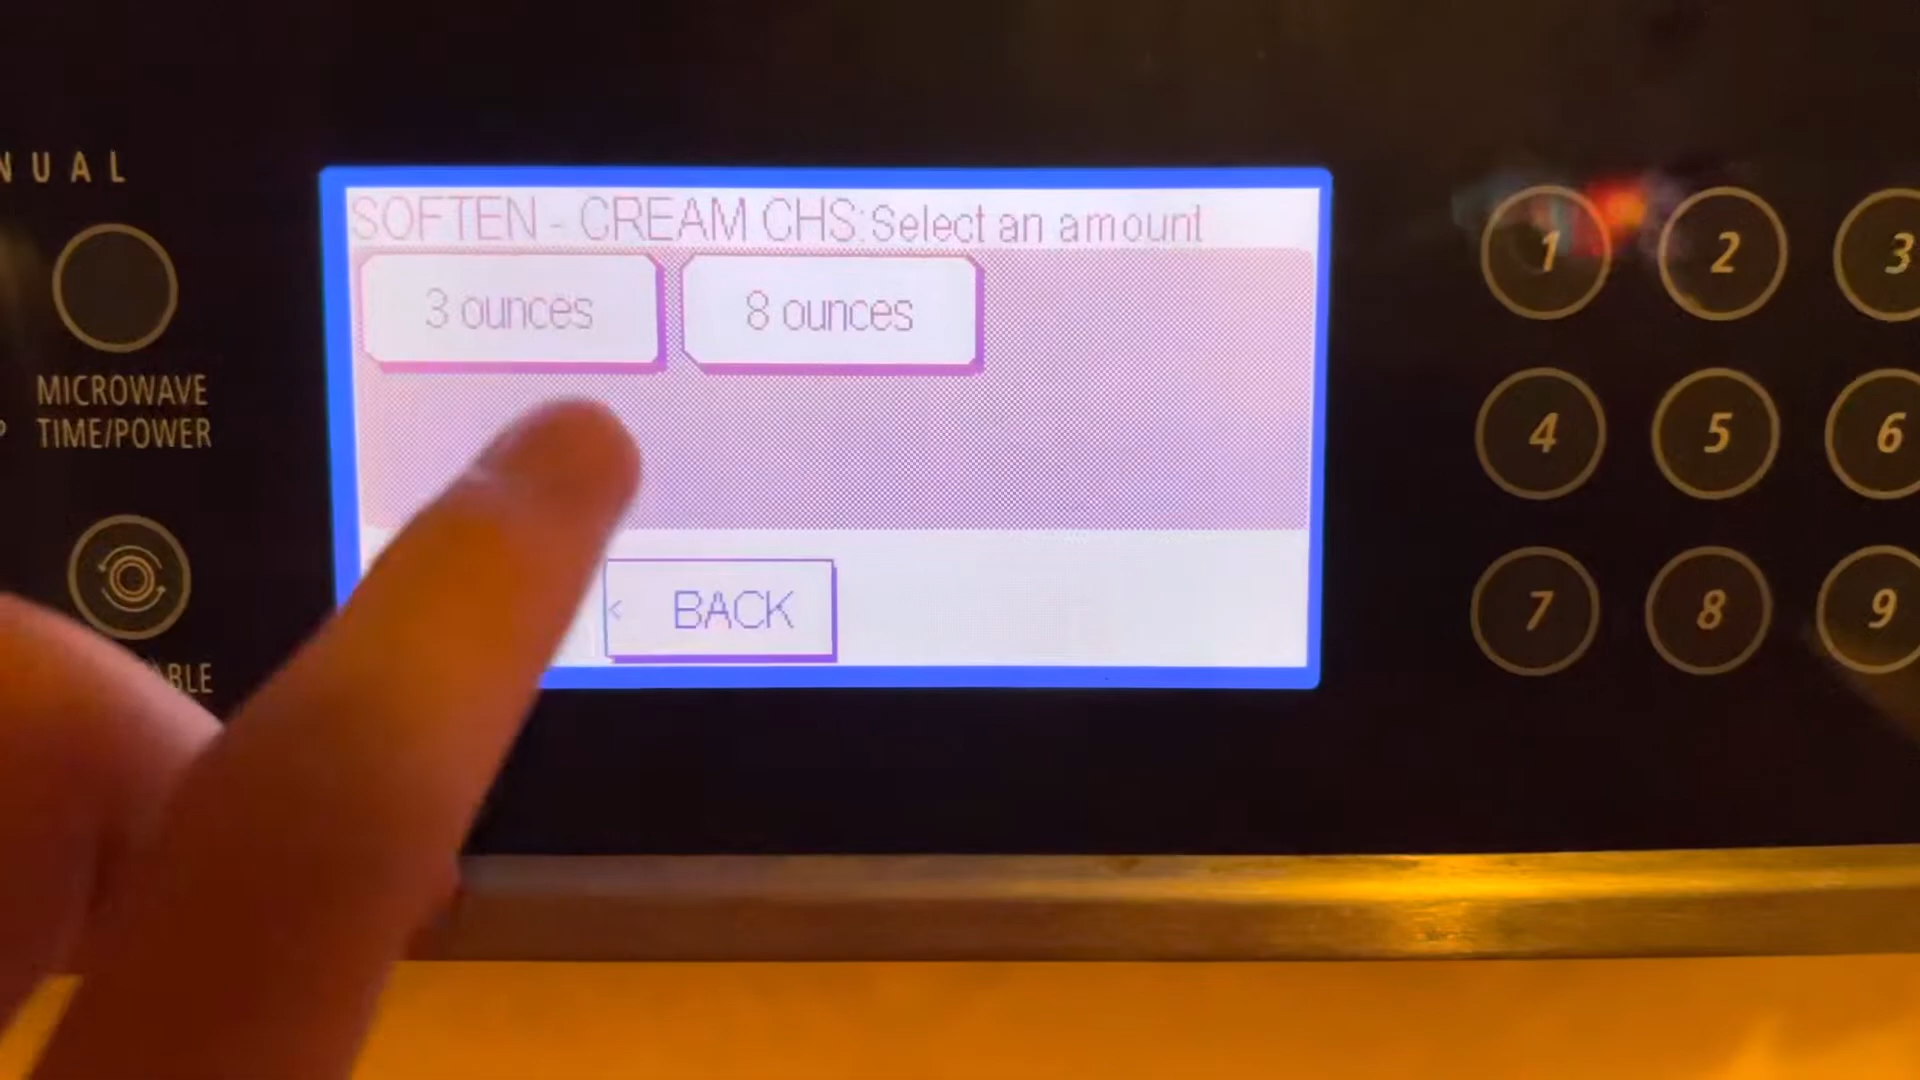 NUAL
MICROWAVE
TIME/POWER
BLE
SOFTEN - CREAM CHS:Select an amount
3 ounces
8 ounces
< BACK
1
2
3
4
5
6
7
8
9